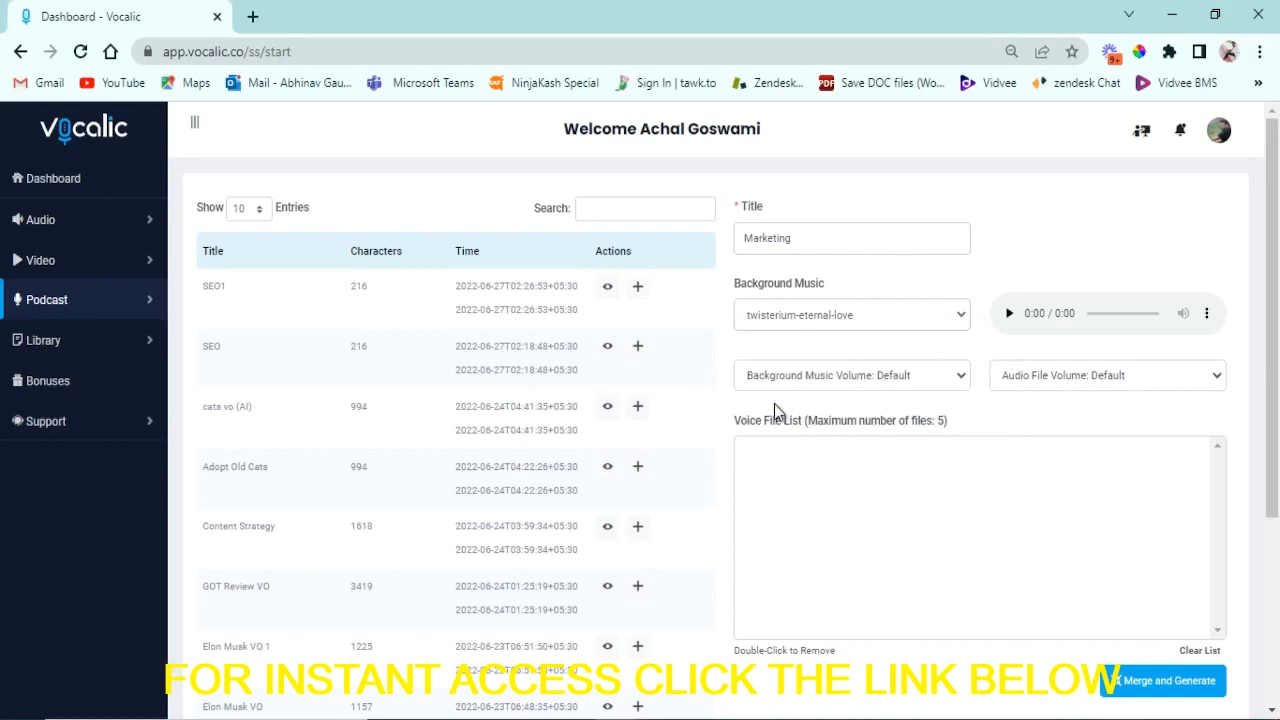 Dashboard - Vocalic
app.vocalic.co/ss/start
9+
Gmail YouTube Maps Mail - Abhinav Gau... Microsoft Teams NinjaKash Special Sign In | tawk.to Zendesk... PDF Save DOC files (Wo... Vidvee zendesk Chat Vidvee BMS »
vocalic
Welcome Achal Goswami
Dashboard
Audio
Video
Podcast
Library
Bonuses
Support
Show 10 Entries Search:
Title Characters Time Actions
SEO1 216 2022-06-27T02:26:53+05:30
2022-06-27T02:26:53+05:30
SEO 216 2022-06-27T02:18:48+05:30
2022-06-27T02:18:48+05:30
cats vo (AI) 994 2022-06-24T04:41:35+05:30
2022-06-24T04:41:35+05:30
Adopt Old Cats 994 2022-06-24T04:22:26+05:30
2022-06-24T04:22:26+05:30
Content Strategy 1618 2022-06-24T03:59:34+05:30
2022-06-24T03:59:34+05:30
GOT Review VO 3419 2022-06-24T01:25:19+05:30
2022-06-24T01:25:19+05:30
Elon Musk VO 1 1225 2022-06-23T06:51:50+05:30
Elon Musk VO 1157 2022-06-23T06:48:35+05:30
* Title
Marketing
Background Music
twisterium-eternal-love 0:00 / 0:00
Background Music Volume: Default Audio File Volume: Default
Voice File List (Maximum number of files: 5)
Double-Click to Remove Clear List
Merge and Generate
FOR INSTANT ACCESS CLICK THE LINK BELOW